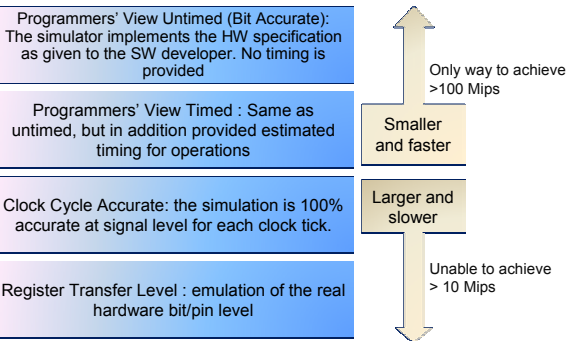 Programmers' View Untimed (Bit Accurate):
The simulator implements the HW specification
as given to the SW developer. No timing is
provided
Programmers' View Timed : Same as
untimed, but in addition provided estimated
timing for operations
Clock Cycle Accurate: the simulation is 100%
accurate at signal level for each clock tick.
Register Transfer Level : emulation of the real
hardware bit/pin level
Only way to achieve
>100 Mips
Smaller
and faster
Larger and
slower
Unable to achieve
> 10 Mips